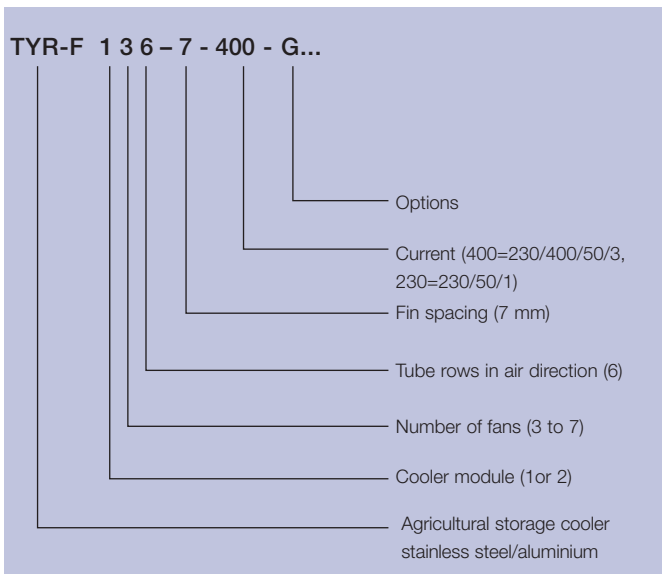 TYR-F 1 3 6 – 7 - 400 - G...
Options
Current (400=230/400/50/3,
230=230/50/1)
Fin spacing (7 mm)
Tube rows in air direction (6)
Number of fans (3 to 7)
Cooler module (1or 2)
Agricultural storage cooler
stainless steel/aluminium